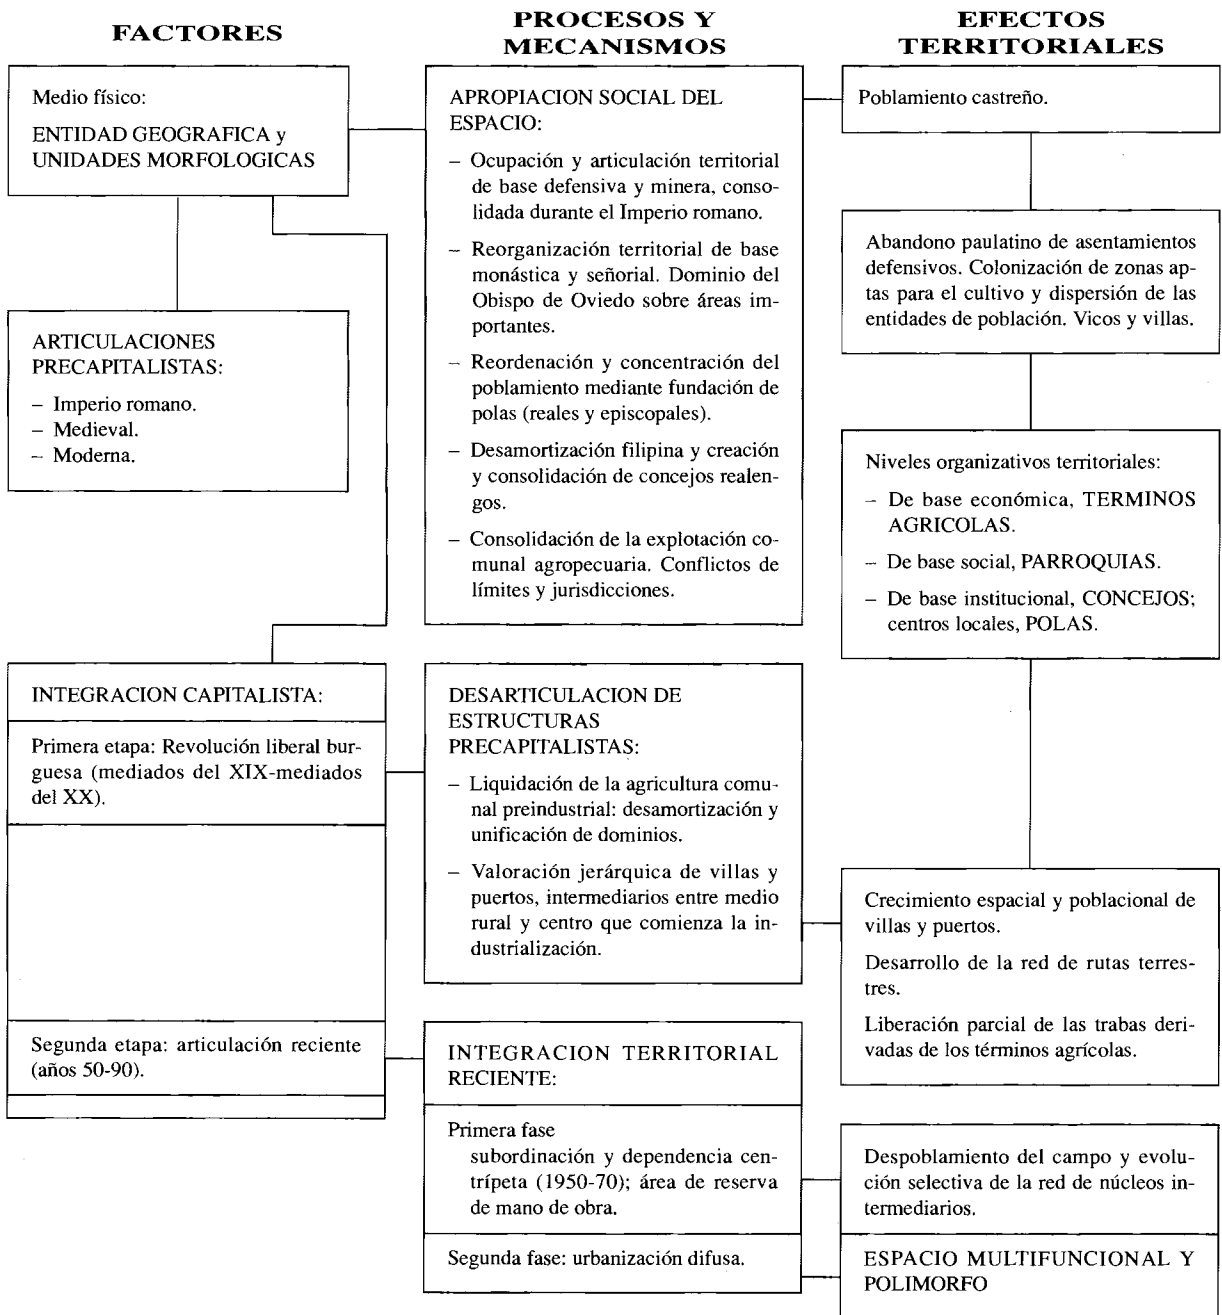 FACTORES
PROCESOS Y
MECANISMOS
EFECTOS
TERRITORIALES
Medio físico:
ENTIDAD GEOGRAFICA y
UNIDADES MORFOLOGICAS
ARTICULACIONES
PRECAPITALISTAS:
– Imperio romano.
– Medieval.
– Moderna.
INTEGRACION CAPITALISTA:
Primera etapa: Revolución liberal bur-
guesa (mediados del XIX-mediados
del XX).
Segunda etapa: articulación reciente
(años 50-90).
APROPIACION SOCIAL DEL
ESPACIO:
– Ocupación y articulación territorial
de base defensiva y minera, conso-
lidada durante el Imperio romano.
– Reorganización territorial de base
monástica y señorial. Dominio del
Obispo de Oviedo sobre áreas im-
portantes.
– Reordenación y concentración del
poblamiento mediante fundación de
polas (reales y episcopales).
– Desamortización filipina y creación
y consolidación de concejos realen-
gos.
– Consolidación de la explotación co-
munal agropecuaria. Conflictos de
límites y jurisdicciones.
DESARTICULACION DE
ESTRUCTURAS
PRECAPITALISTAS:
– Liquidación de la agricultura comu-
nal preindustrial: desamortización y
unificación de dominios.
– Valoración jerárquica de villas y
puertos, intermediarios entre medio
rural y centro que comienza la in-
dustrialización.
INTEGRACION TERRITORIAL
RECIENTE:
Primera fase
subordinación y dependencia cen-
trípeta (1950-70); área de reserva
de mano de obra.
Segunda fase: urbanización difusa.
Poblamiento castreño.
Abandono paulatino de asentamientos
defensivos. Colonización de zonas ap-
tas para el cultivo y dispersión de las
entidades de población. Vicos y villas.
Niveles organizativos territoriales:
– De base económica, TERMINOS
AGRICOLAS.
– De base social, PARROQUIAS.
– De base institucional, CONCEJOS;
centros locales, POLAS.
Crecimiento espacial y poblacional de
villas y puertos.
Desarrollo de la red de rutas terres-
tres.
Liberación parcial de las trabas deri-
vadas de los términos agrícolas.
Despoblamiento del campo y evolu-
ción selectiva de la red de núcleos in-
termediarios.
ESPACIO MULTIFUNCIONAL Y
POLIMORFO